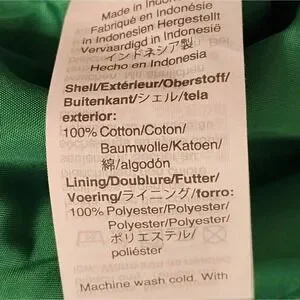 Made in Indonesia
Fabriqué en Indonésie
in Indonesien Hergestellt
Vervaardigd in Indonesië
インドネシア製
Hecho en Indonesia
Shell/Extérieur/Oberstoff/
Buitenkant/シェル/tela
exterior:
100% Cotton/Coton/
Baumwolle/Katoen/
綿/algodón
Lining/Doublure/Futter/
Voering/ライニング/forro:
100% Polyester/Polyester/
Polyester/Polyester/
ポリエステル/
poliéster
Machine wash cold. With